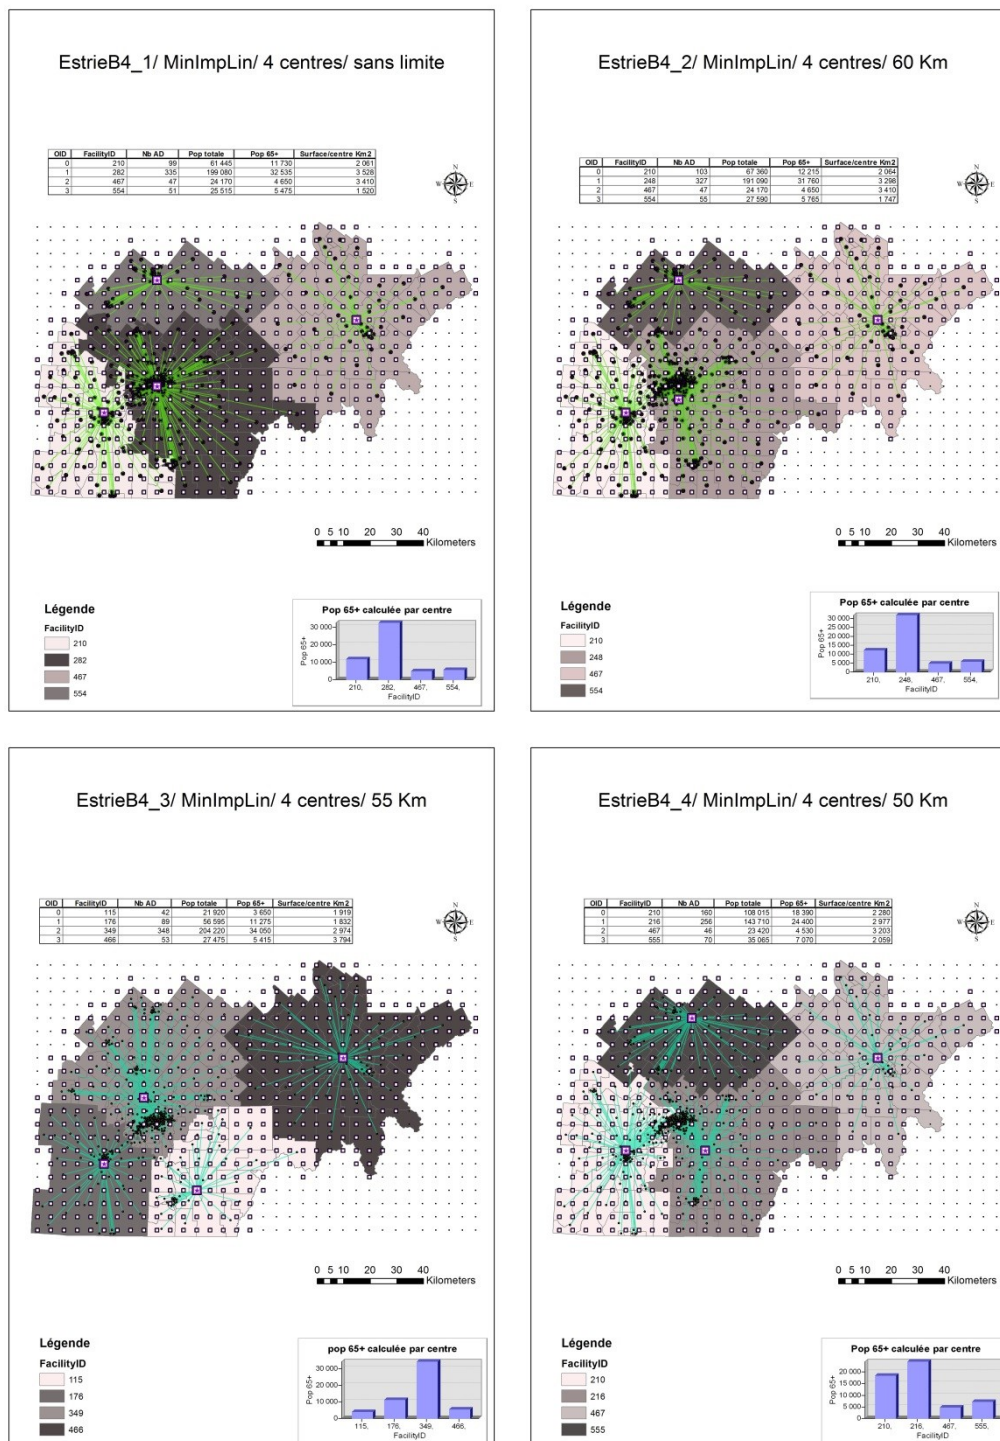 EstrieB4_1/ MinImpLin/ 4 centres/ sans limite
OID FacilityID Nb AD Pop totale Pop 65+ Surface/centre Km2
0 210 99 61 445 11 730 2 061
1 282 335 199 080 32 535 3 528
2 467 47 24 170 4 650 3 410
3 554 51 25 515 5 475 1 520
N
W E
S
0 5 10 20 30 40
Kilometers
Légende
FacilityID
210
282
467
554
Pop 65+ calculée par centre
30 000
20 000
10 000
0
Pop 65+
210, 282, 467, 554,
FacilityID
EstrieB4_2/ MinImpLin/ 4 centres/ 60 Km
OID FacilityID Nb AD Pop totale Pop 65+ Surface/centre Km2
0 210 103 67 360 12 215 2 064
1 248 327 191 090 31 760 3 298
2 467 47 24 170 4 650 3 410
3 554 55 27 590 5 765 1 747
N
W E
S
0 5 10 20 30 40
Kilometers
Légende
FacilityID
210
248
467
554
Pop 65+ calculée par centre
30 000
25 000
20 000
15 000
10 000
5 000
0
Pop 65+
210, 248, 467, 554,
FacilityID
EstrieB4_3/ MinImpLin/ 4 centres/ 55 Km
OID FacilityID Nb AD Pop totale Pop 65+ Surface/centre Km2
0 115 42 21 920 3 650 1 919
1 176 89 56 595 11 275 1 832
2 349 348 204 220 34 050 2 974
3 466 53 27 475 5 415 3 794
N
W E
S
0 5 10 20 30 40
Kilometers
Légende
FacilityID
115
176
349
466
pop 65+ calculée par centre
30 000
20 000
10 000
0
Pop 65+
115, 176, 349, 466,
FacilityID
EstrieB4_4/ MinImpLin/ 4 centres/ 50 Km
OID FacilityID Nb AD Pop totale Pop 65+ Surface/centre Km2
0 210 160 108 015 18 390 2 280
1 216 256 143 710 24 400 2 977
2 467 46 23 420 4 530 3 203
3 555 70 35 065 7 070 2 059
N
W E
S
0 5 10 20 30 40
Kilometers
Légende
FacilityID
210
216
467
555
Pop 65+ calculée par centre
20 000
15 000
10 000
5 000
0
Pop 65+
210, 216, 467, 555,
FacilityID